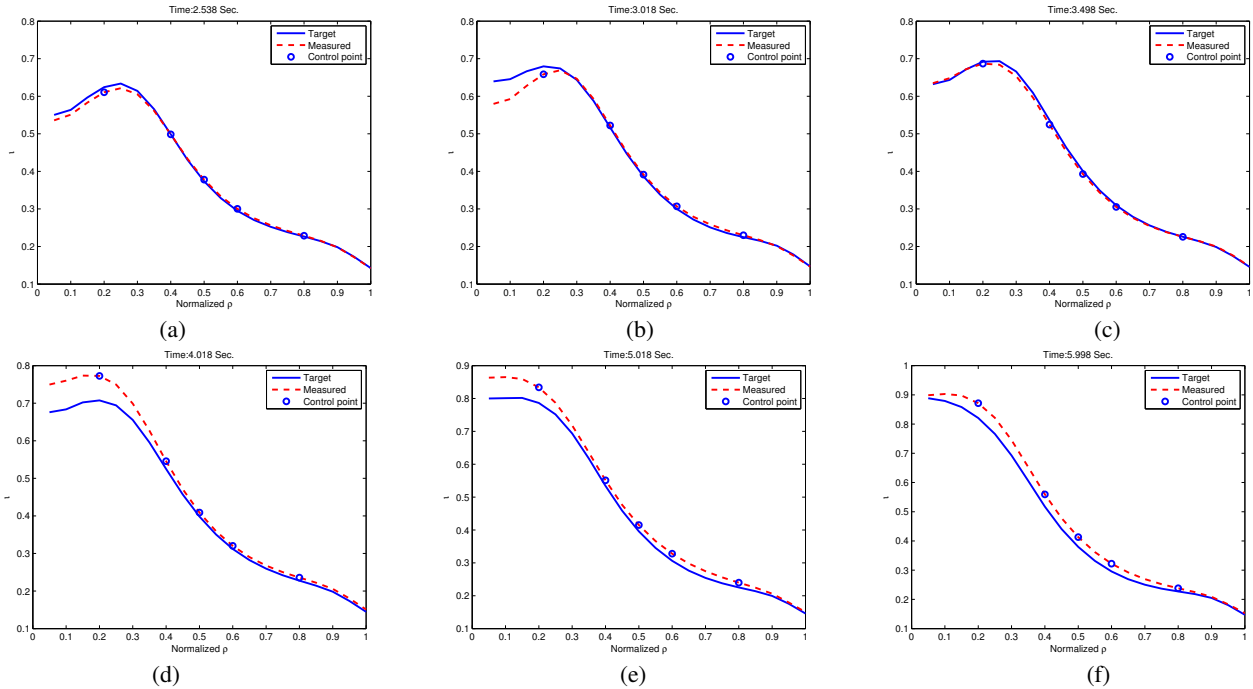 Time:2.538 Sec.
0.8
0.7
0.6
0.5
0.4
0.3
0.2
0.1
ι
Target
Measured
Control point
0 0.1 0.2 0.3 0.4 0.5 0.6 0.7 0.8 0.9 1
Normalized ρ
(a)
Time:3.018 Sec.
0.8
0.7
0.6
0.5
0.4
0.3
0.2
0.1
ι
Target
Measured
Control point
0 0.1 0.2 0.3 0.4 0.5 0.6 0.7 0.8 0.9 1
Normalized ρ
(b)
Time:3.498 Sec.
0.8
0.7
0.6
0.5
0.4
0.3
0.2
0.1
ι
Target
Measured
Control point
0 0.1 0.2 0.3 0.4 0.5 0.6 0.7 0.8 0.9 1
Normalized ρ
(c)
Time:4.018 Sec.
0.8
0.7
0.6
0.5
0.4
0.3
0.2
0.1
ι
Target
Measured
Control point
0 0.1 0.2 0.3 0.4 0.5 0.6 0.7 0.8 0.9 1
Normalized ρ
(d)
Time:5.018 Sec.
0.9
0.8
0.7
0.6
0.5
0.4
0.3
0.2
0.1
ι
Target
Measured
Control point
0 0.1 0.2 0.3 0.4 0.5 0.6 0.7 0.8 0.9 1
Normalized ρ
(e)
Time:5.998 Sec.
1
0.9
0.8
0.7
0.6
0.5
0.4
0.3
0.2
0.1
ι
Target
Measured
Control point
0 0.1 0.2 0.3 0.4 0.5 0.6 0.7 0.8 0.9 1
Normalized ρ
(f)